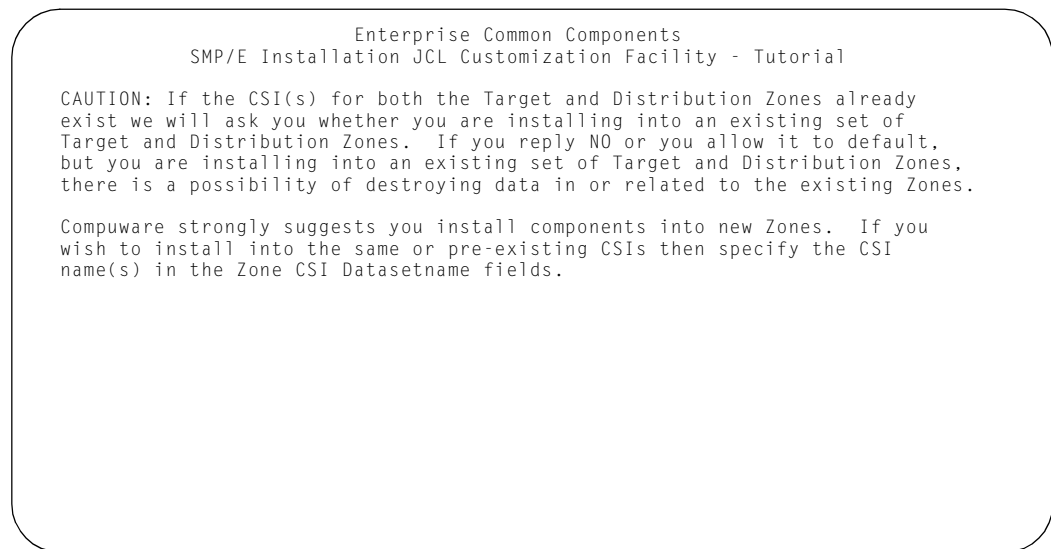 Enterprise Common Components
SMP/E Installation JCL Customization Facility - Tutorial
CAUTION: If the CSI(s) for both the Target and Distribution Zones already
exist we will ask you whether you are installing into an existing set of
Target and Distribution Zones. If you reply NO or you allow it to default,
but you are installing into an existing set of Target and Distribution Zones,
there is a possibility of destroying data in or related to the existing Zones.
Compuware strongly suggests you install components into new Zones. If you
wish to install into the same or pre-existing CSIs then specify the CSI
name(s) in the Zone CSI Datasetname fields.